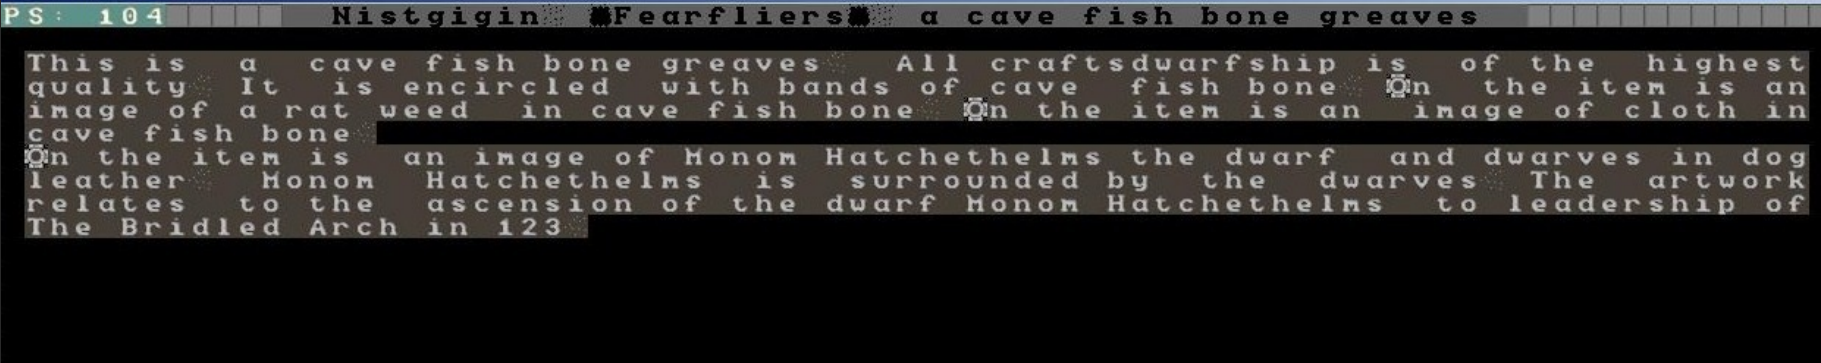 PS: 104 Nistgigin "Fearfliers" a cave fish bone greaves
This is a cave fish bone greaves. All craftsdwarfship is of the highest
quality. It is encircled with bands of cave fish bone. On the item is an
image of a rat weed in cave fish bone. On the item is an image of cloth in
cave fish bone.
On the item is an image of Monom Hatchethelms the dwarf and dwarves in dog
leather. Monom Hatchethelms is surrounded by the dwarves. The artwork
relates to the ascension of the dwarf Monom Hatchethelms to leadership of
The Bridled Arch in 123.